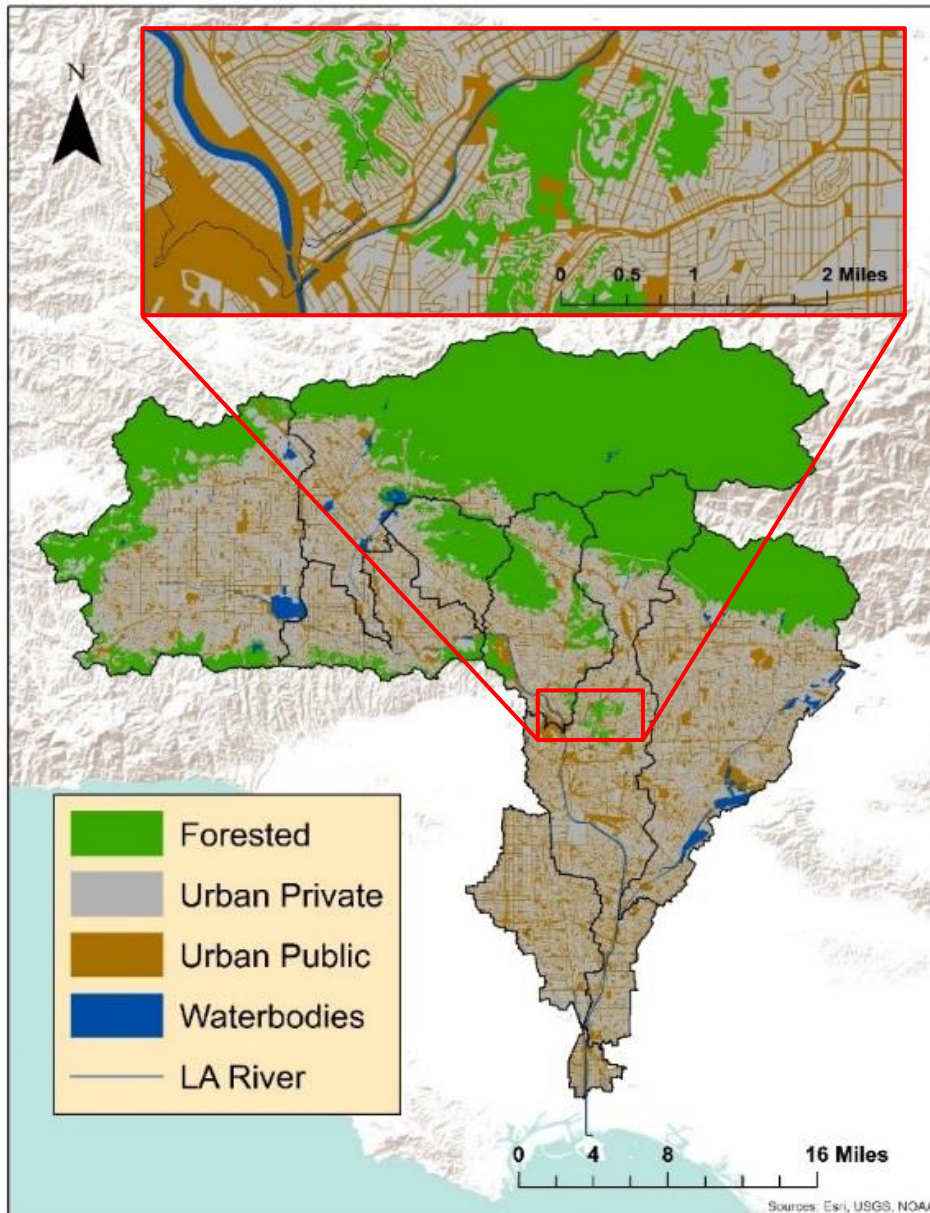 N
0 0.5 1 2 Miles
Forested
Urban Private
Urban Public
Waterbodies
LA River
0 4 8 16 Miles
Sources: Esri, USGS, NOAA